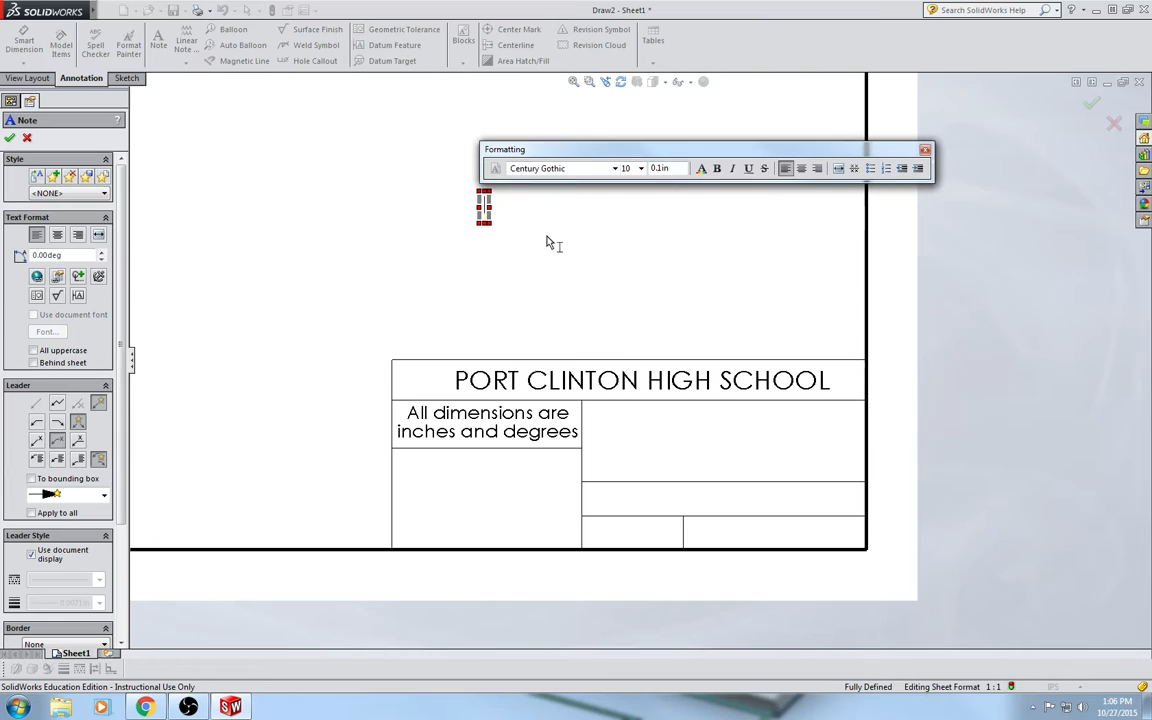 SOLIDWORKS
Draw2 - Sheet1 *
Search SolidWorks Help
Smart
Dimension
Model
Items
Spell
Checker
Format
Painter
Note
Linear
Note ...
Balloon
Auto Balloon
Magnetic Line
Surface Finish
Weld Symbol
Hole Callout
Geometric Tolerance
Datum Feature
Datum Target
Blocks
Center Mark
Centerline
Area Hatch/Fill
Revision Symbol
Revision Cloud
Tables
View Layout
Annotation
Sketch
Note
?
Style
<NONE>
Text Format
0.00deg
Use document font
Font...
All uppercase
Behind sheet
Leader
To bounding box
Apply to all
Leader Style
Use document
display
0.0071in
Border
None
Formatting
Century Gothic
10
0.1in
A B I U S
PORT CLINTON HIGH SCHOOL
All dimensions are
inches and degrees
Sheet1
SolidWorks Education Edition - Instructional Use Only
Fully Defined
Editing Sheet Format
1 : 1
IPS
1:06 PM
10/27/2015